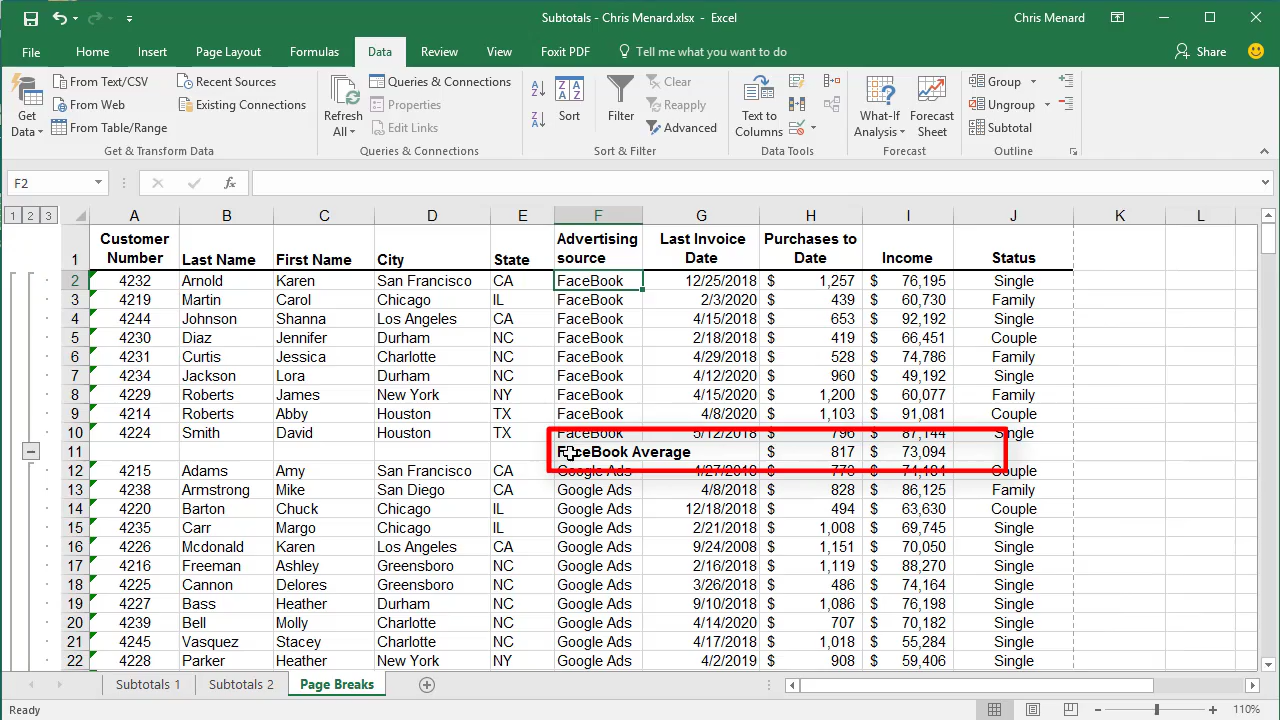 Subtotals - Chris Menard.xlsx - Excel
Chris Menard
File Home Insert Page Layout Formulas Data Review View Foxit PDF Tell me what you want to do Share
Get Data
From Text/CSV
From Web
From Table/Range
Recent Sources
Existing Connections
Get & Transform Data
Refresh All
Queries & Connections
Properties
Edit Links
Queries & Connections
Sort
Filter
Clear
Reapply
Advanced
Sort & Filter
Text to Columns
Data Tools
What-If Analysis
Forecast Sheet
Forecast
Group
Ungroup
Subtotal
Outline
F2 fx
1 2 3 A B C D E F G H I J K L
1 Customer Number Last Name First Name City State Advertising source Last Invoice Date Purchases to Date Income Status
2 4232 Arnold Karen San Francisco CA FaceBook 12/25/2018 $ 1,257 $ 76,195 Single
3 4219 Martin Carol Chicago IL FaceBook 2/3/2020 $ 439 $ 60,730 Family
4 4244 Johnson Shanna Los Angeles CA FaceBook 4/15/2018 $ 653 $ 92,192 Single
5 4230 Diaz Jennifer Durham NC FaceBook 2/18/2018 $ 419 $ 66,451 Couple
6 4231 Curtis Jessica Charlotte NC FaceBook 4/29/2018 $ 528 $ 74,786 Family
7 4234 Jackson Lora Durham NC FaceBook 4/12/2020 $ 960 $ 49,192 Single
8 4229 Roberts James New York NY FaceBook 4/15/2020 $ 1,200 $ 60,077 Family
9 4214 Roberts Abby Houston TX FaceBook 4/8/2020 $ 1,103 $ 91,081 Couple
10 4224 Smith David Houston TX FaceBook 5/12/2018 $ 796 $ 87,144 Single
11 FaceBook Average $ 817 $ 73,094
12 4215 Adams Amy San Francisco CA Google Ads 4/27/2018 $ 773 $ Couple
13 4238 Armstrong Mike San Diego CA Google Ads 4/8/2018 $ 828 $ 86,125 Family
14 4220 Barton Chuck Chicago IL Google Ads 12/18/2018 $ 494 $ 63,630 Couple
15 4235 Carr Margo Chicago IL Google Ads 2/21/2018 $ 1,008 $ 69,745 Single
16 4226 Mcdonald Karen Los Angeles CA Google Ads 9/24/2008 $ 1,151 $ 70,050 Single
17 4216 Freeman Ashley Greensboro NC Google Ads 2/16/2018 $ 1,119 $ 88,270 Single
18 4225 Cannon Delores Greensboro NC Google Ads 3/26/2018 $ 486 $ 74,164 Single
19 4227 Bass Heather Durham NC Google Ads 9/10/2018 $ 1,086 $ 76,198 Single
20 4239 Bell Molly Charlotte NC Google Ads 4/14/2020 $ 707 $ 70,182 Single
21 4245 Vasquez Stacey Charlotte NC Google Ads 4/17/2018 $ 1,018 $ 55,284 Single
22 4228 Parker Heather New York NY Google Ads 4/2/2019 $ 908 $ 59,406 Single
Subtotals 1 Subtotals 2 Page Breaks
Ready 110%